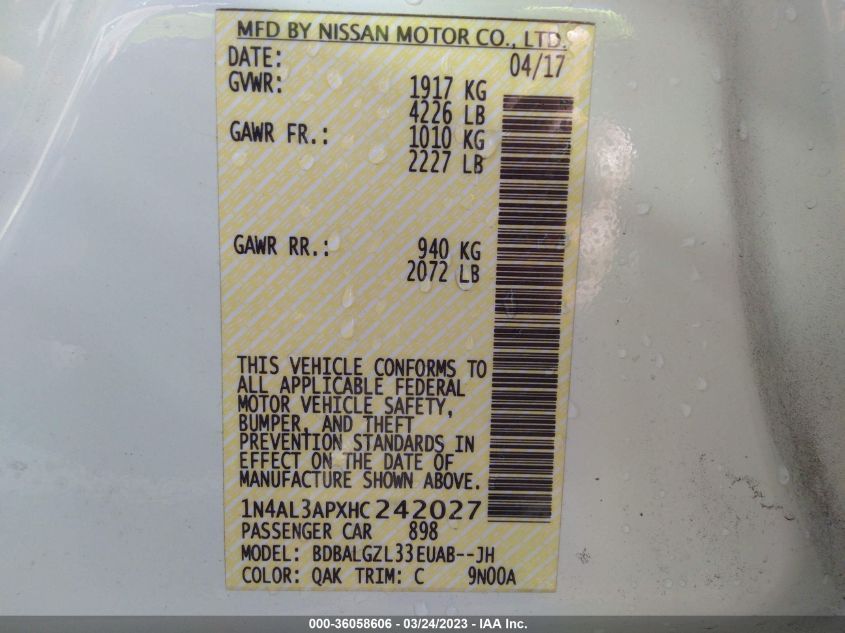 MFD BY NISSAN MOTOR CO., LTD.
DATE: 04/17
GVWR: 1917 KG
4226 LB
GAWR FR.: 1010 KG
2227 LB
GAWR RR.: 940 KG
2072 LB
THIS VEHICLE CONFORMS TO
ALL APPLICABLE FEDERAL
MOTOR VEHICLE SAFETY,
BUMPER, AND THEFT
PREVENTION STANDARDS IN
EFFECT ON THE DATE OF
MANUFACTURE SHOWN ABOVE.
1N4AL3APXHC242027
PASSENGER CAR 898
MODEL: BDBALGZL33EUAB--JH
COLOR: QAK TRIM: C 9N00A
000-36058606 - 03/24/2023 - IAA Inc.